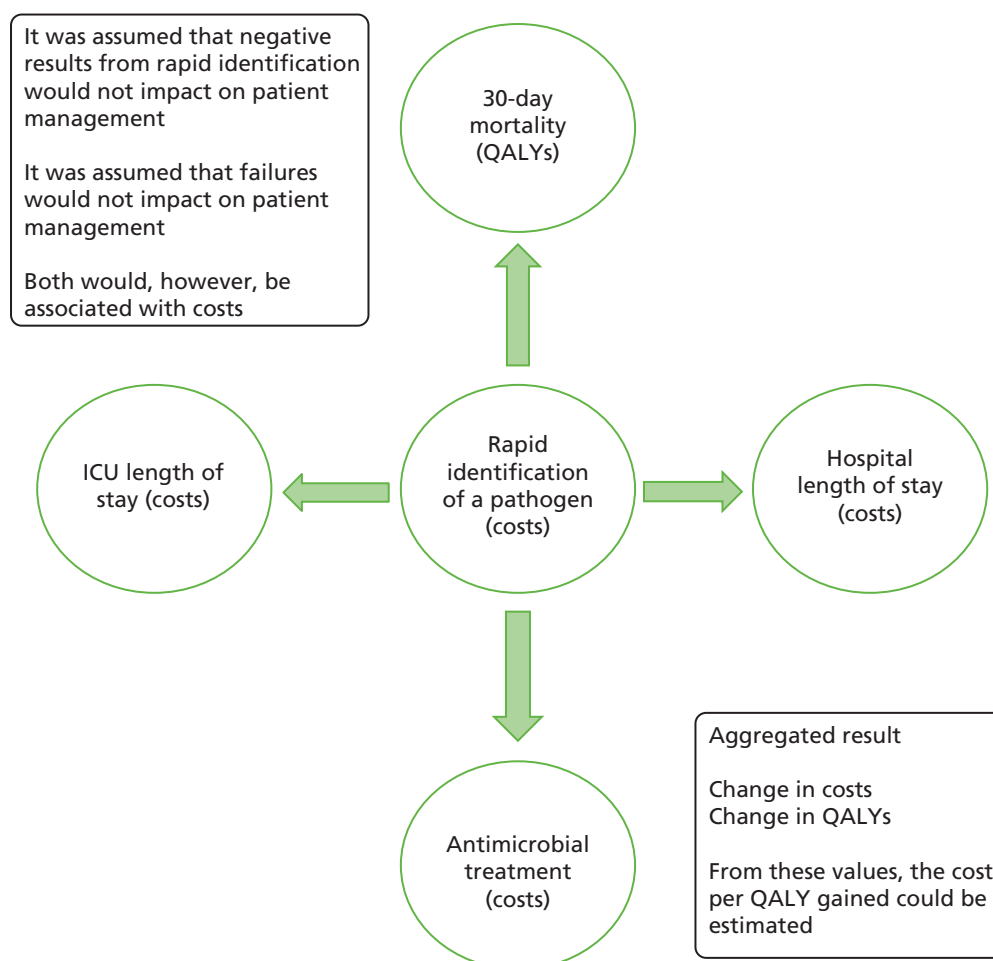 It was assumed that negative
results from rapid identification
would not impact on patient
management
It was assumed that failures
would not impact on patient
management
Both would, however, be
associated with costs
30-day
mortality
(QALYs)
ICU length of
stay (costs)
Rapid
identification
of a pathogen
(costs)
Hospital
length of stay
(costs)
Antimicrobial
treatment
(costs)
Aggregated result
Change in costs
Change in QALYs
From these values, the cost
per QALY gained could be
estimated